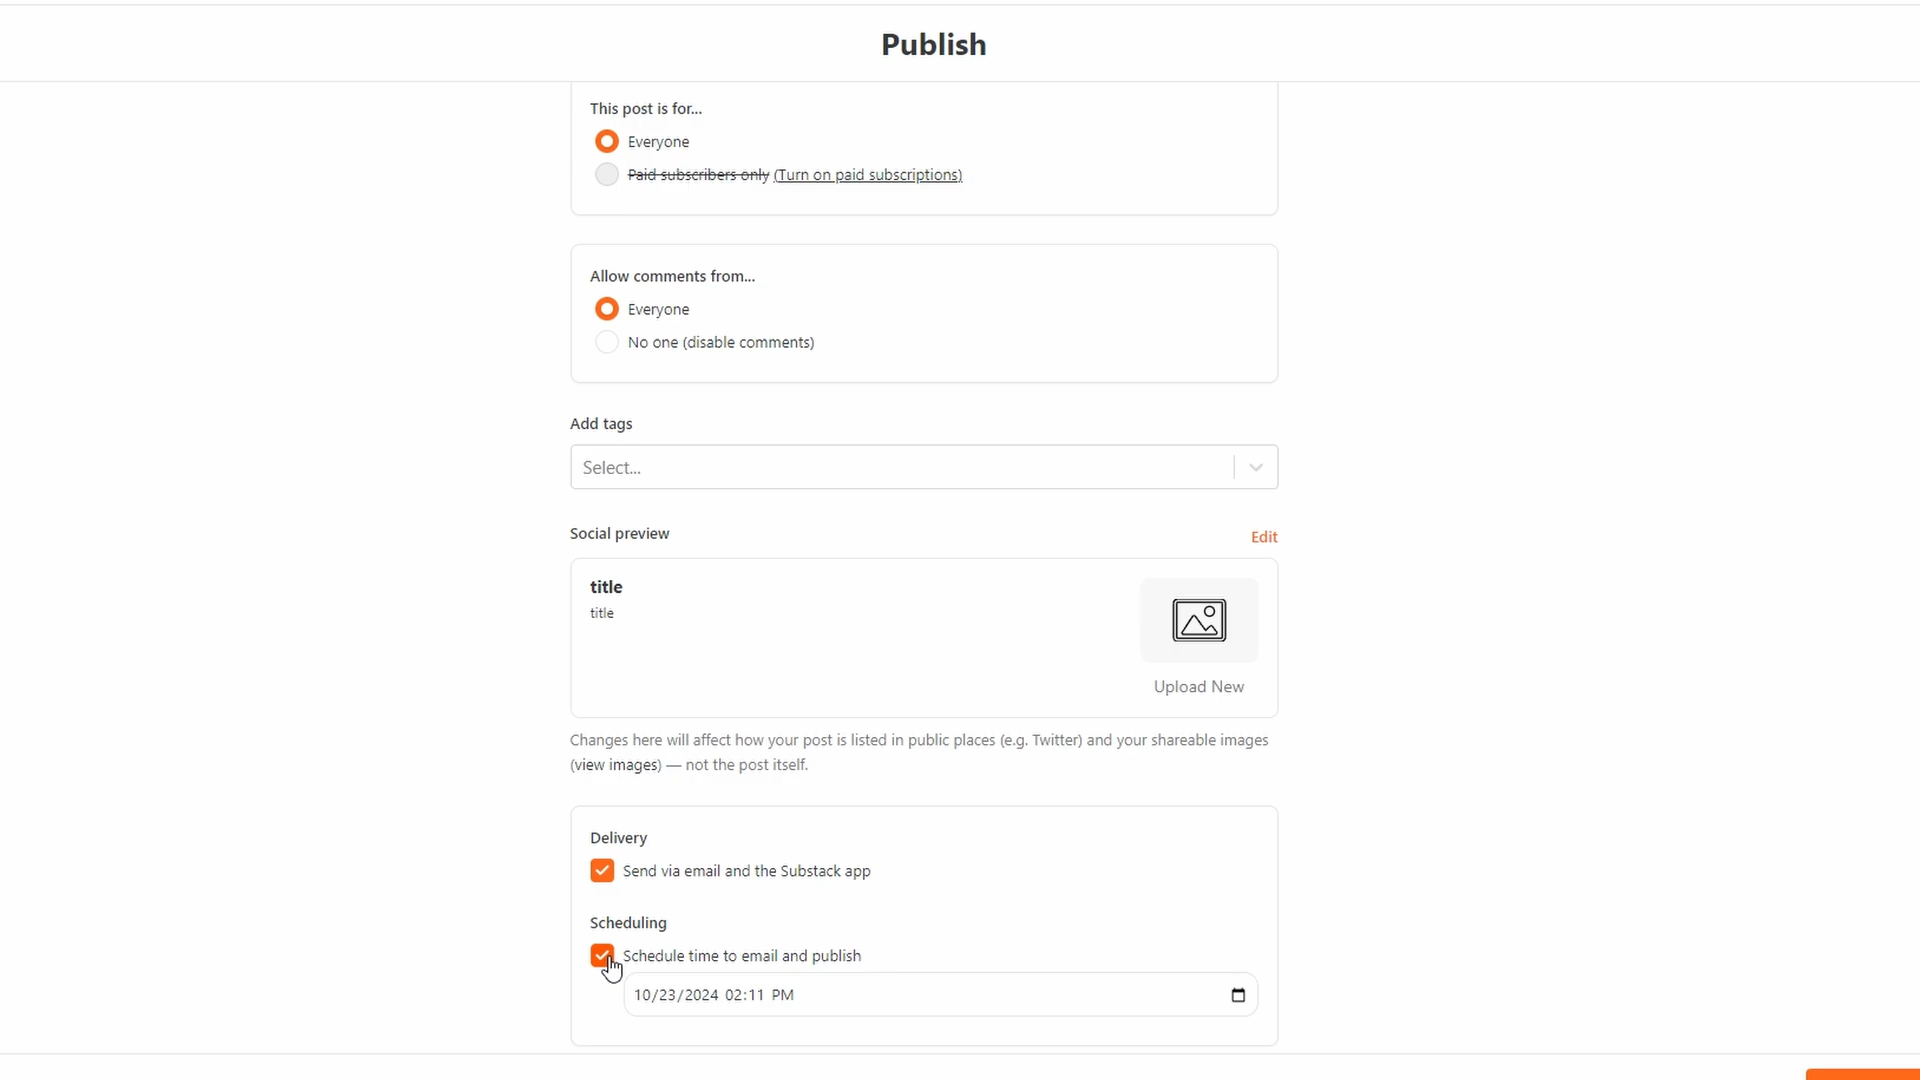 Publish
This post is for...
Everyone
Paid subscribers only (Turn on paid subscriptions)
Allow comments from...
Everyone
No one (disable comments)
Add tags
Select...
Social preview
Edit
title
title
Upload New
Changes here will affect how your post is listed in public places (e.g. Twitter) and your shareable images
(view images) — not the post itself.
Delivery
Send via email and the Substack app
Scheduling
Schedule time to email and publish
10/23/2024 02:11 PM